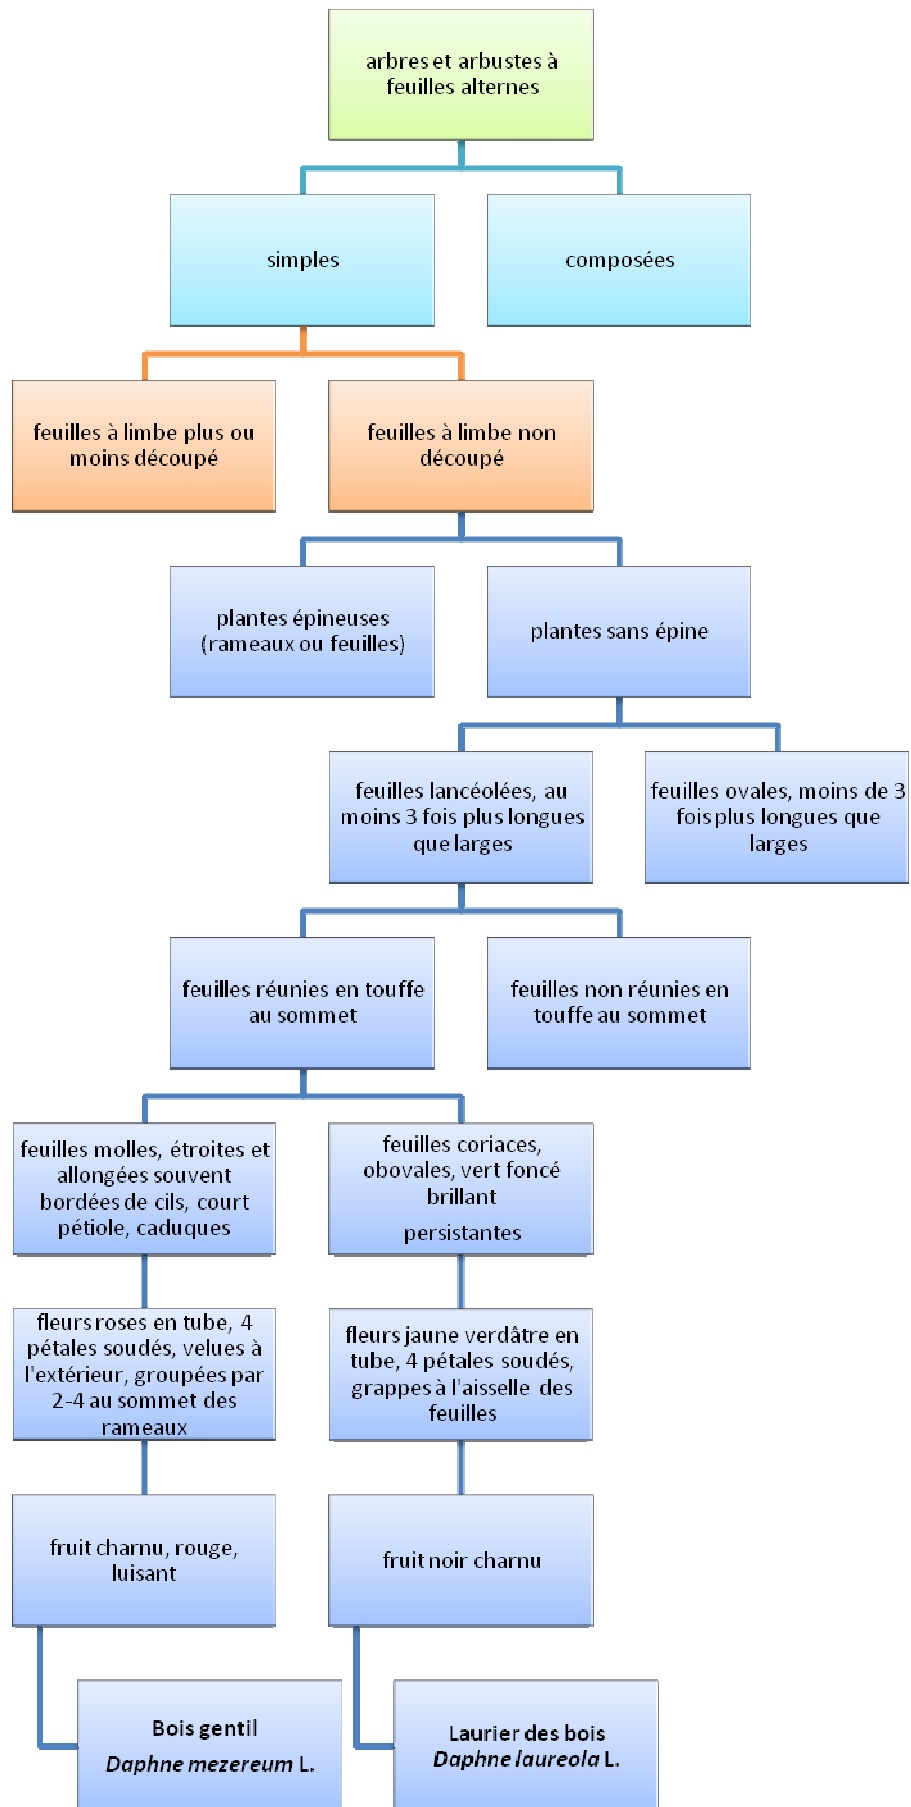 arbres et arbustes à
feuilles alternes
simples
composées
feuilles à limbe plus ou
moins découpé
feuilles à limbe non
découpé
plantes épineuses
(rameaux ou feuilles)
plantes sans épine
feuilles lancéolées, au
moins 3 fois plus longues
que larges
feuilles ovales, moins de 3
fois plus longues que
larges
feuilles réunies en touffe
au sommet
feuilles non réunies en
touffe au sommet
feuilles molles, étroites et
allongées souvent
bordées de cils, court
pétiole, caduques
feuilles coriaces,
obovales, vert foncé
brillant
persistantes
fleurs roses en tube, 4
pétales soudés, velues à
l'extérieur, groupées par
2-4 au sommet des
rameaux
fleurs jaune verdâtre en
tube, 4 pétales soudés,
grappes à l'aisselle des
feuilles
fruit charnu, rouge,
luisant
fruit noir charnu
Bois gentil
Daphne mezereum L.
Laurier des bois
Daphne laureola L.